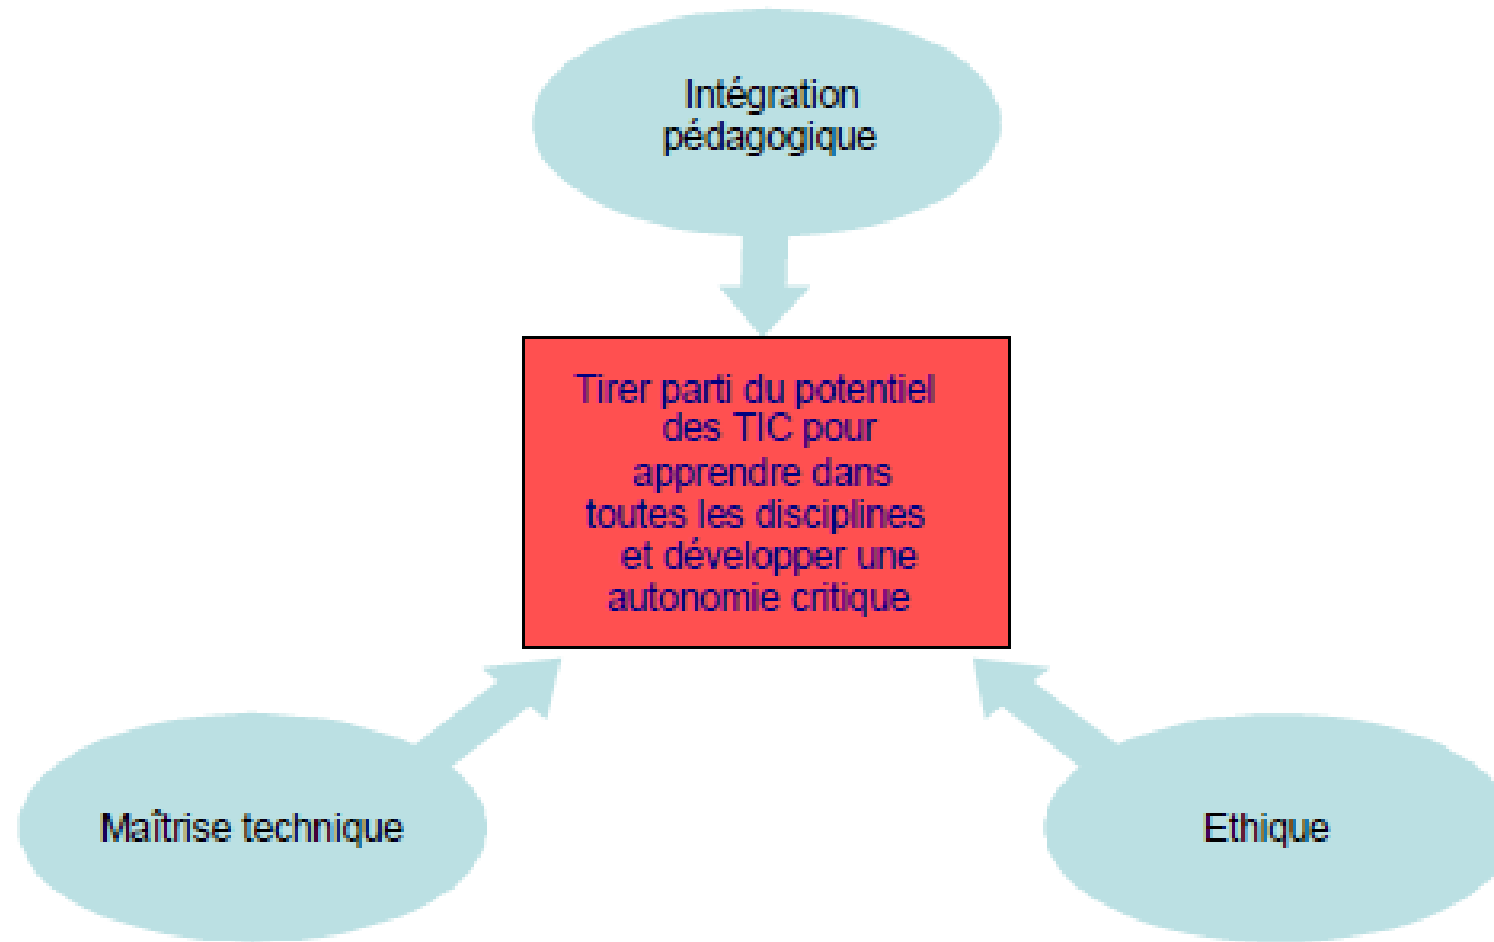 Intégration
pédagogique
Tirer parti du potentiel
des TIC pour
apprendre dans
toutes les disciplines
et développer une
autonomie critique
Maîtrise technique
Ethique